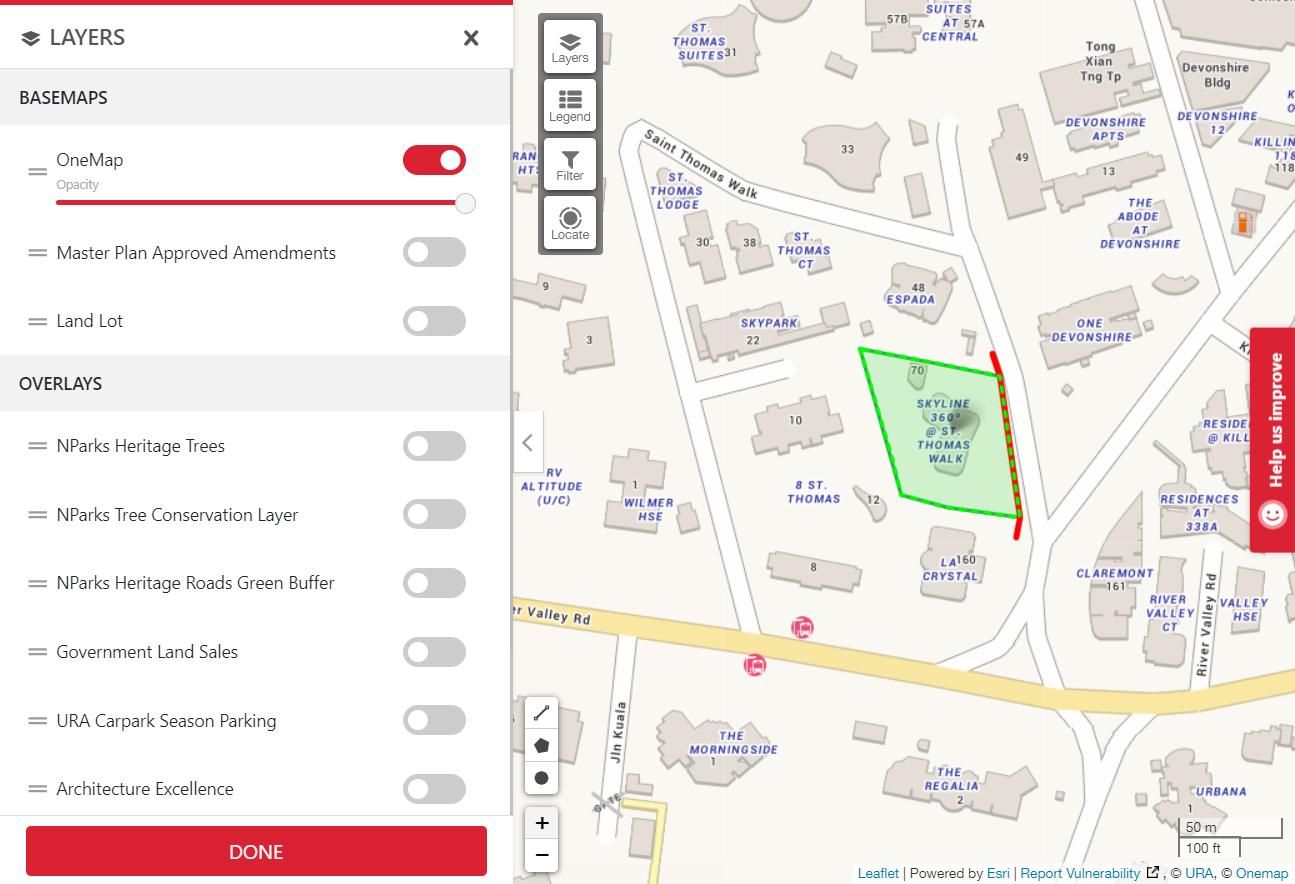 LAYERS
BASEMAPS
OneMap
Opacity
Master Plan Approved Amendments
Land Lot
OVERLAYS
NParks Heritage Trees
NParks Tree Conservation Layer
NParks Heritage Roads Green Buffer
Government Land Sales
URA Carpark Season Parking
Architecture Excellence
DONE
Layers
Legend
Filter
Locate
ST.
THOMAS
SUITES
31
57B
SUITES
AT
57A
CENTRAL
Tong
Xian
Tng Tp
Devonshire
Bldg
DEVONSHIRE
APTS
DEVONSHIRE
12
118
Saint Thomas Walk
33
49
13
ST.
THOMAS
LODGE
THE
ABODE
AT
DEVONSHIRE
30
38
ST.
THOMAS
CT
9
48
ESPADA
3
SKYPARK
22
ONE
DEVONSHIRE
70
SKYLINE
360°
@ ST.
THOMAS
WALK
10
RV
ALTITUDE
(U/C)
1
WILMER
HSE
8 ST.
THOMAS
12
RESIDENCES
AT
338A
8
LA
160
CRYSTAL
CLAREMONT
161
RIVER
VALLEY
CT
River Valley Rd
VALLEY
HSE
Valley Rd
Jln Kuala
THE
MORNINGSIDE
1
THE
REGALIA
2
URBANA
1
GATE
Help us improve
+
−
50 m
100 ft
Leaflet | Powered by Esri | Report Vulnerability , © URA, © Onemap